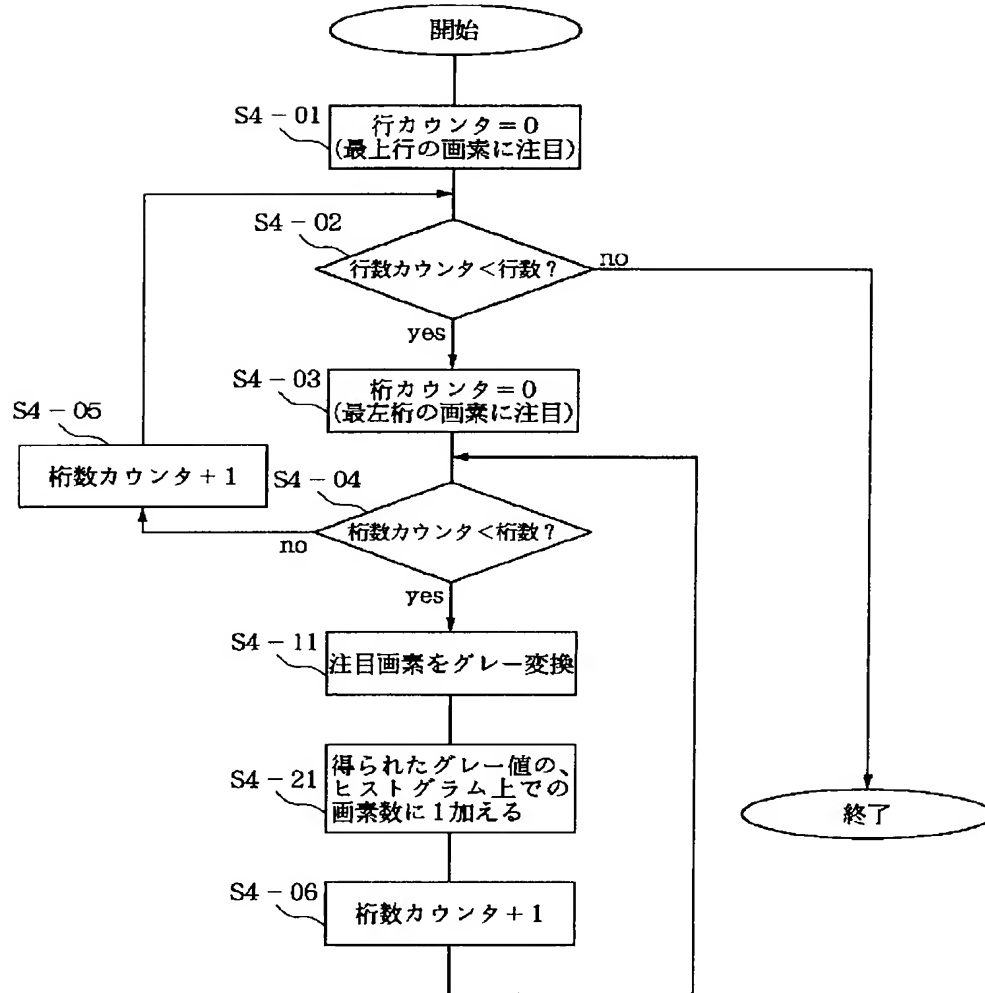 開始
S4-01
行カウンタ=0
(最上行の画素に注目)
S4-02
行数カウンタ<行数?
no
yes
S4-03
桁カウンタ=0
(最左桁の画素に注目)
S4-05
桁数カウンタ+1
S4-04
桁数カウンタ<桁数?
no
yes
S4-11
注目画素をグレー変換
S4-21
得られたグレー値の、
ヒストグラム上での
画素数に1加える
終了
S4-06
桁数カウンタ+1